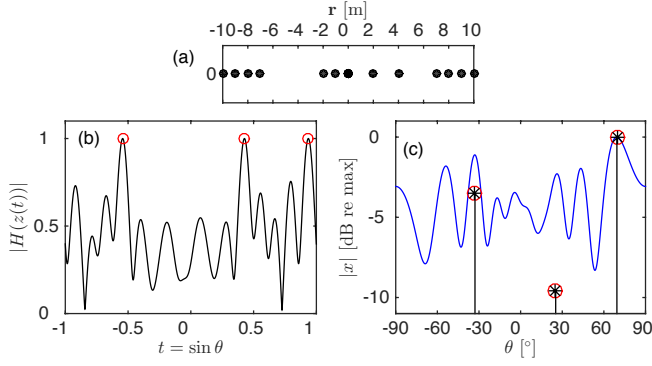 r [m]
-10 -8 -6 -4 -2 0 2 4 6 8 10
(a)
0
(b)
|H(z(t))|
1
0.5
0
-1 -0.5 0 0.5 1
t = sin θ
(c)
|x| [dB re max]
0
-5
-10
-90 -60 -30 0 30 60 90
θ [°]